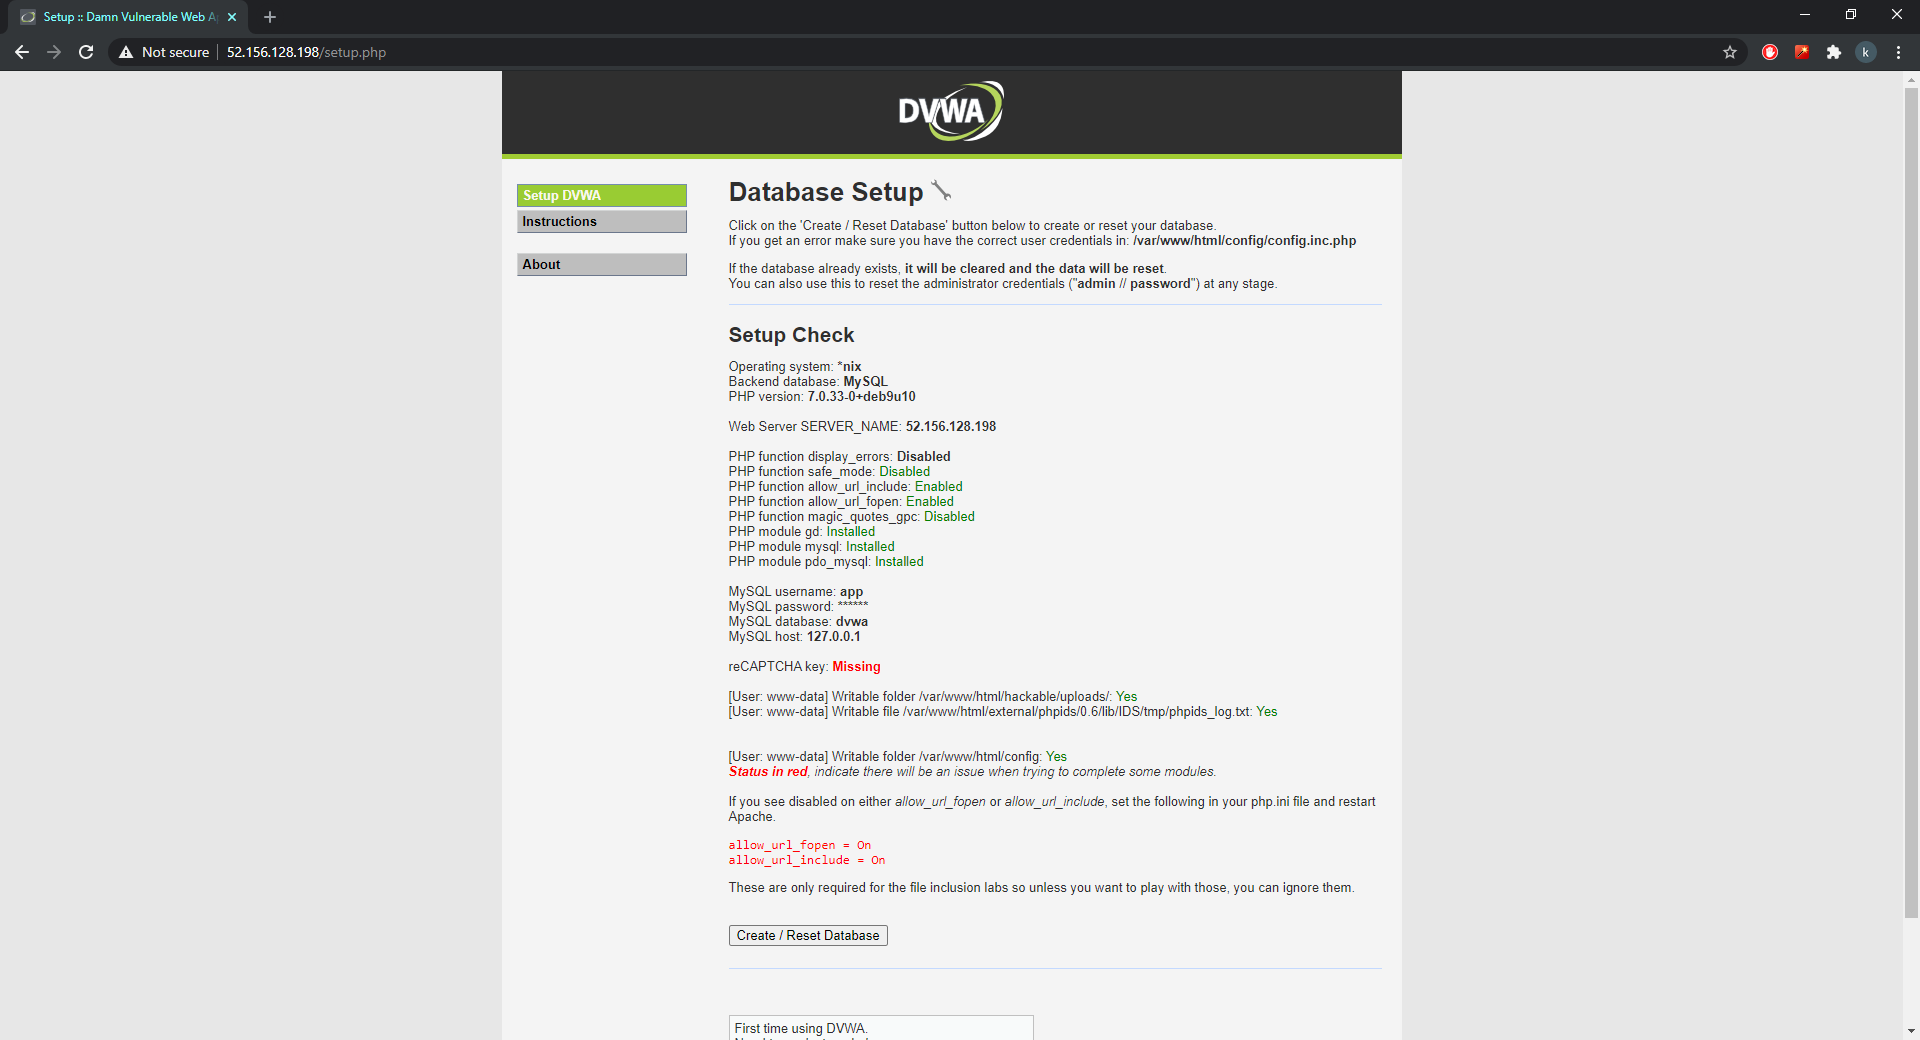 Setup :: Damn Vulnerable Web A
Not secure
52.156.128.198/setup.php
k
DVWA
Setup DVWA
Instructions
About
Database Setup
Click on the 'Create / Reset Database' button below to create or reset your database.
If you get an error make sure you have the correct user credentials in: /var/www/html/config/config.inc.php
If the database already exists, it will be cleared and the data will be reset.
You can also use this to reset the administrator credentials ("admin // password") at any stage.
Setup Check
Operating system: *nix
Backend database: MySQL
PHP version: 7.0.33-0+deb9u10
Web Server SERVER_NAME: 52.156.128.198
PHP function display_errors: Disabled
PHP function safe_mode: Disabled
PHP function allow_url_include: Enabled
PHP function allow_url_fopen: Enabled
PHP function magic_quotes_gpc: Disabled
PHP module gd: Installed
PHP module mysql: Installed
PHP module pdo_mysql: Installed
MySQL username: app
MySQL password: ******
MySQL database: dvwa
MySQL host: 127.0.0.1
reCAPTCHA key: Missing
[User: www-data] Writable folder /var/www/html/hackable/uploads/: Yes
[User: www-data] Writable file /var/www/html/external/phpids/0.6/lib/IDS/tmp/phpids_log.txt: Yes
[User: www-data] Writable folder /var/www/html/config: Yes
Status in red, indicate there will be an issue when trying to complete some modules.
If you see disabled on either allow_url_fopen or allow_url_include, set the following in your php.ini file and restart
Apache.
allow_url_fopen = On
allow_url_include = On
These are only required for the file inclusion labs so unless you want to play with those, you can ignore them.
Create / Reset Database
First time using DVWA.